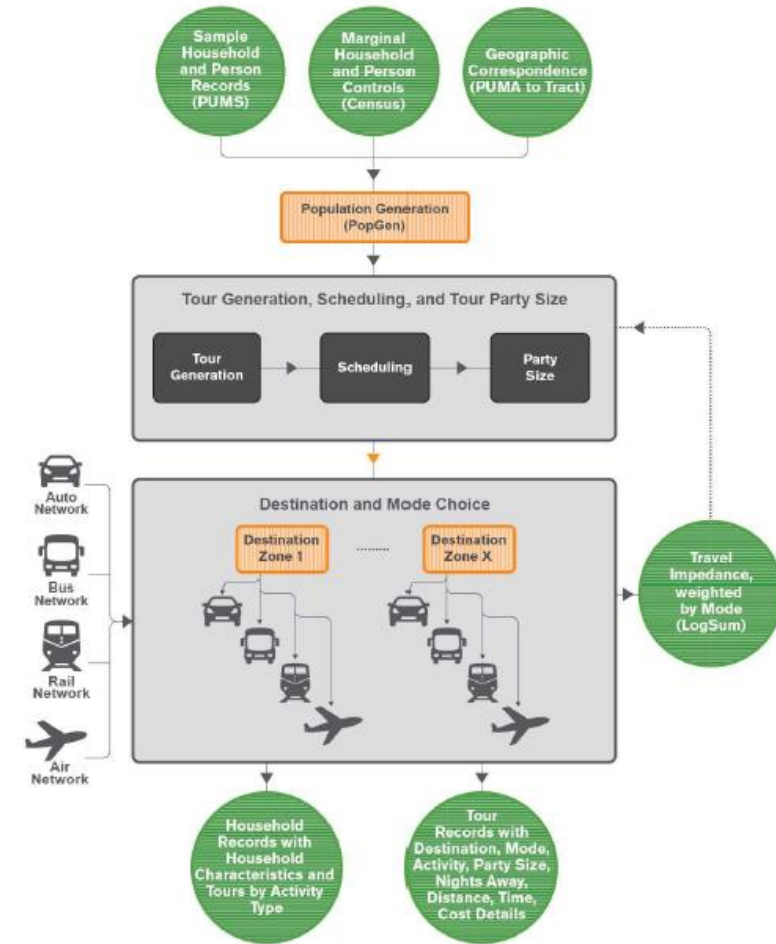 Sample
Household
and Person
Records
(PUMS)
Marginal
Household
and Person
Controls
(Census)
Geographic
Correspondence
(PUMA to Tract)
Population Generation
(PopGen)
Tour Generation, Scheduling, and Tour Party Size
Tour
Generation
Scheduling
Party
Size
Auto
Network
Bus
Network
Rail
Network
Air
Network
Destination and Mode Choice
Destination
Zone 1
Destination
Zone X
Travel
Impedance,
weighted
by Mode
(LogSum)
Household
Records with
Household
Characteristics and
Tours by Activity
Type
Tour
Records with
Destination, Mode,
Activity, Party Size,
Nights Away,
Distance, Time,
Cost Details